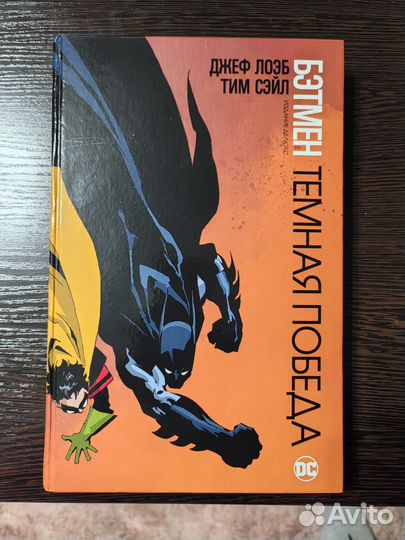 ДЖЕФ ЛОЭБ
ТИМ СЭЙЛ
БЭТМЕН
ИЗДАНИЕ ДЕЛЮКС
ТЕМНАЯ ПОБЕДА
DC
Avito